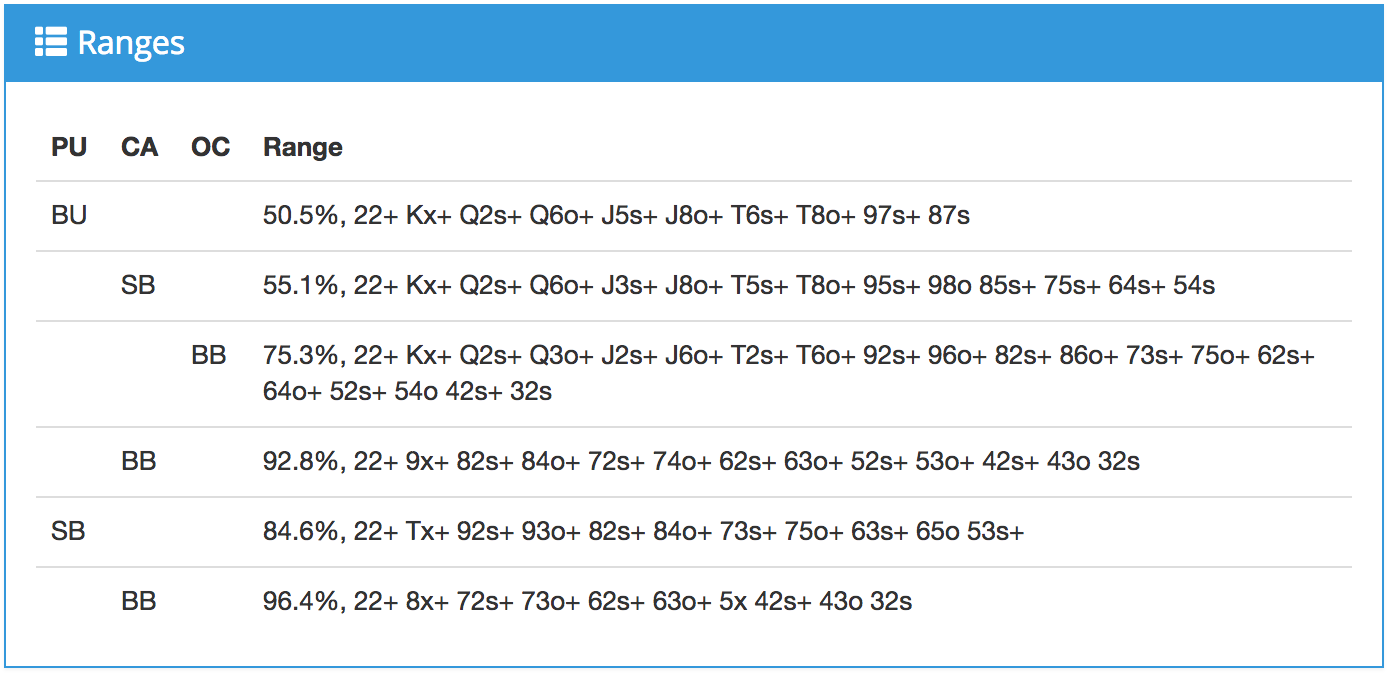 Ranges
PU CA OC Range
BU 50.5%, 22+ Kx+ Q2s+ Q6o+ J5s+ J8o+ T6s+ T8o+ 97s+ 87s
SB 55.1%, 22+ Kx+ Q2s+ Q6o+ J3s+ J8o+ T5s+ T8o+ 95s+ 98o 85s+ 75s+ 64s+ 54s
BB 75.3%, 22+ Kx+ Q2s+ Q3o+ J2s+ J6o+ T2s+ T6o+ 92s+ 96o+ 82s+ 86o+ 73s+ 75o+ 62s+
64o+ 52s+ 54o 42s+ 32s
BB 92.8%, 22+ 9x+ 82s+ 84o+ 72s+ 74o+ 62s+ 63o+ 52s+ 53o+ 42s+ 43o 32s
SB 84.6%, 22+ Tx+ 92s+ 93o+ 82s+ 84o+ 73s+ 75o+ 63s+ 65o 53s+
BB 96.4%, 22+ 8x+ 72s+ 73o+ 62s+ 63o+ 5x 42s+ 43o 32s